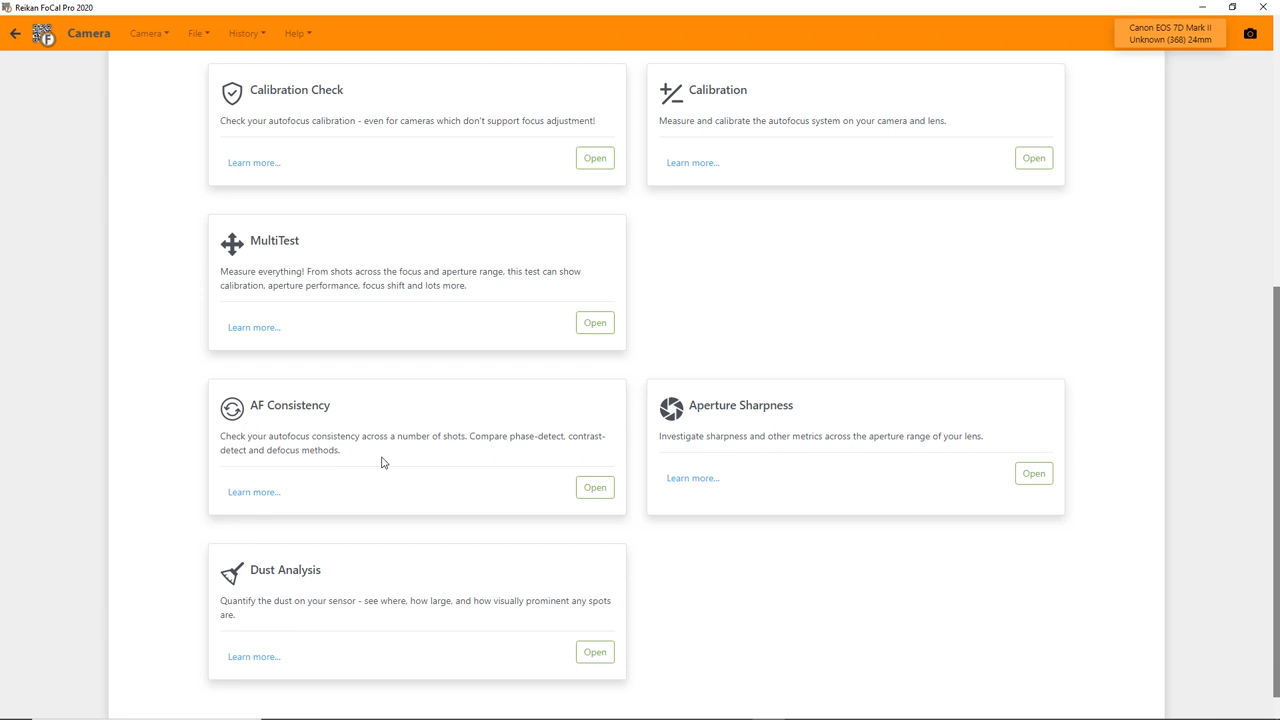 Reikan FoCal Pro 2020
Camera
Camera
File
History
Help
Canon EOS 7D Mark II
Unknown (368) 24mm
Calibration Check
Check your autofocus calibration - even for cameras which don't support focus adjustment!
Learn more...
Open
Calibration
Measure and calibrate the autofocus system on your camera and lens.
Learn more...
Open
MultiTest
Measure everything! From shots across the focus and aperture range, this test can show
calibration, aperture performance, focus shift and lots more.
Learn more...
Open
AF Consistency
Check your autofocus consistency across a number of shots. Compare phase-detect, contrast-
detect and defocus methods.
Learn more...
Open
Aperture Sharpness
Investigate sharpness and other metrics across the aperture range of your lens.
Learn more...
Open
Dust Analysis
Quantify the dust on your sensor - see where, how large, and how visually prominent any spots
are.
Learn more...
Open